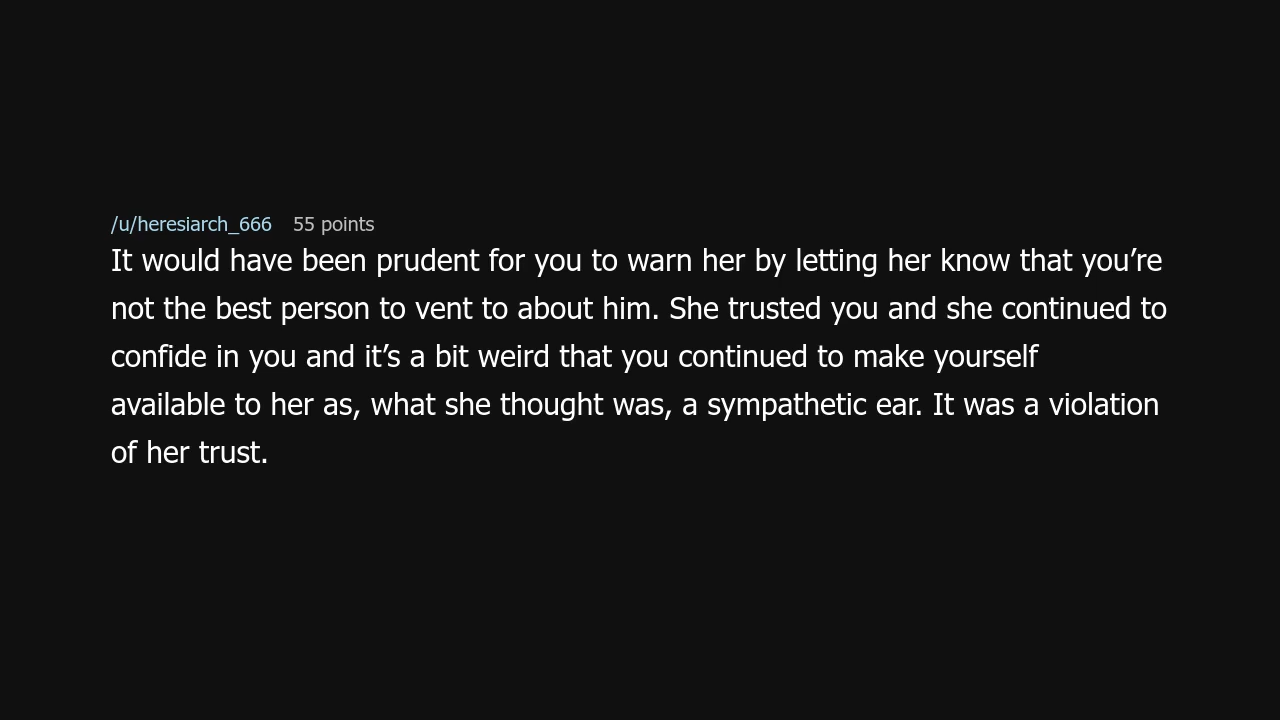 /u/heresiarch_666 55 points
It would have been prudent for you to warn her by letting her know that you’re
not the best person to vent to about him. She trusted you and she continued to
confide in you and it’s a bit weird that you continued to make yourself
available to her as, what she thought was, a sympathetic ear. It was a violation
of her trust.